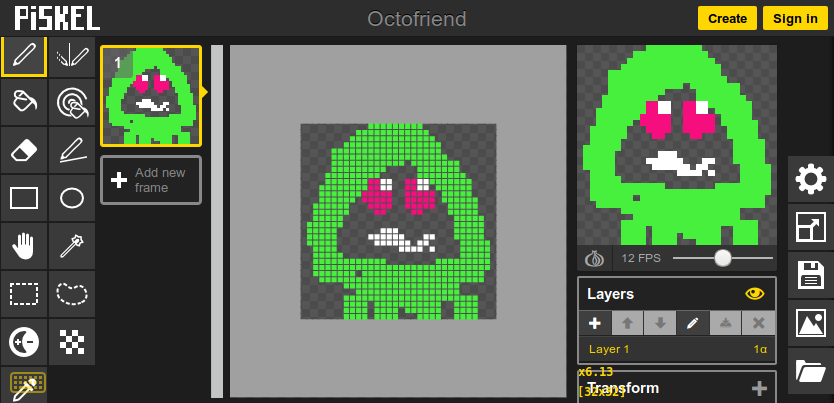 PiSKEL
Octofriend
Create
Sign in
1
Add new
frame
12 FPS
Layers
Layer 1
1α
x6.13
Transform
[32x32]